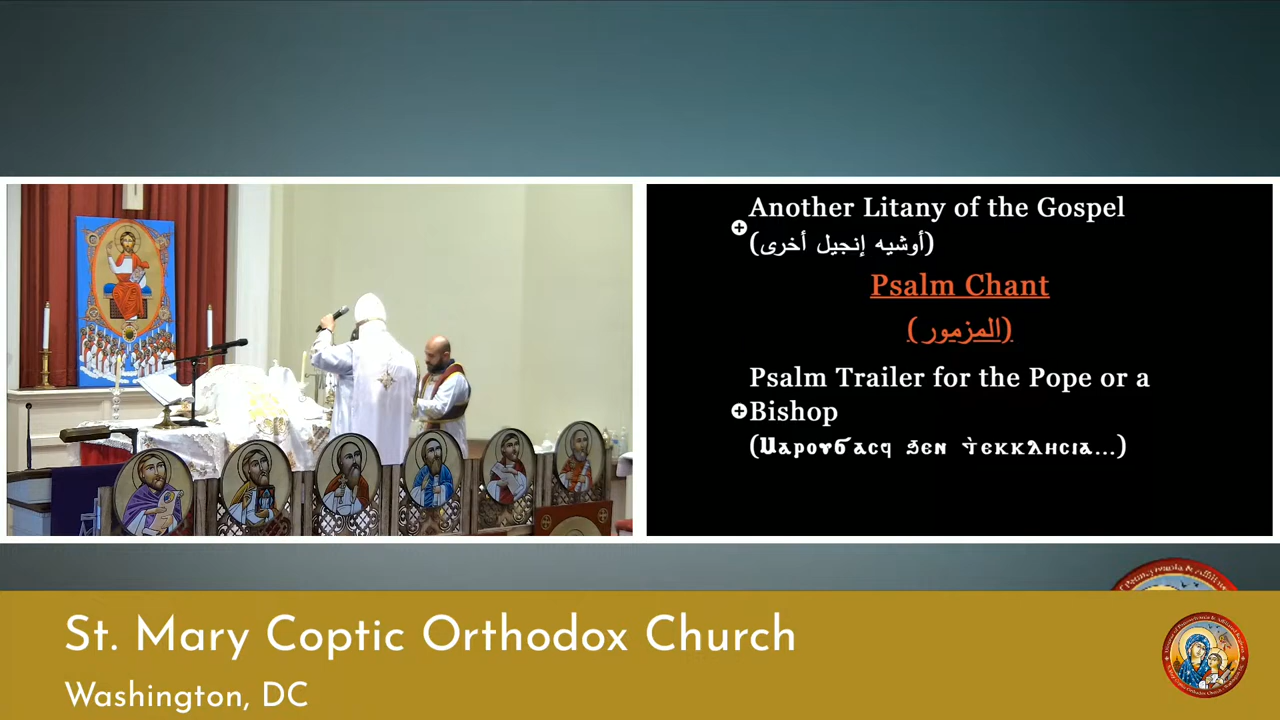 Another Litany of the Gospel
(أوشيه إنجيل أخرى)
Psalm Chant
(المزمور)
Psalm Trailer for the Pope or a
Bishop
(Ⲙⲁⲣⲟⲩϭⲁⲥϥ ϧⲉⲛ ϯ̀ⲉⲕⲕⲗⲏⲥⲓⲁ...)
St. Mary Coptic Orthodox Church
Washington, DC